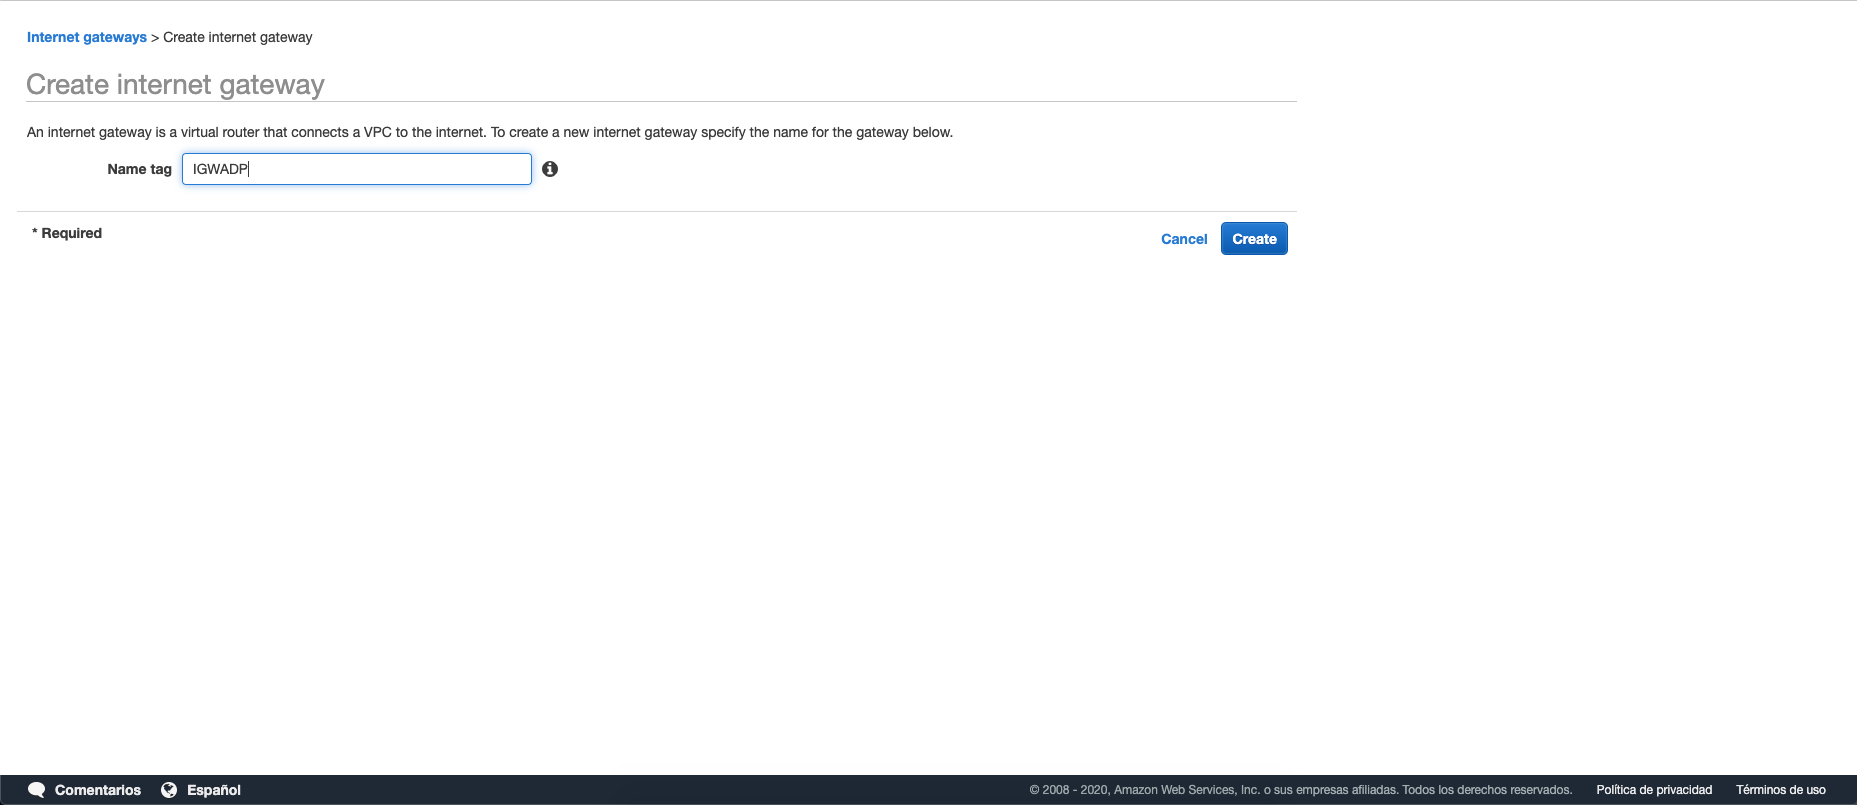 Internet gateways > Create internet gateway
Create internet gateway
An internet gateway is a virtual router that connects a VPC to the internet. To create a new internet gateway specify the name for the gateway below.
Name tag IGWADP
* Required
Cancel Create
Comentarios Español © 2008 - 2020, Amazon Web Services, Inc. o sus empresas afiliadas. Todos los derechos reservados. Política de privacidad Términos de uso